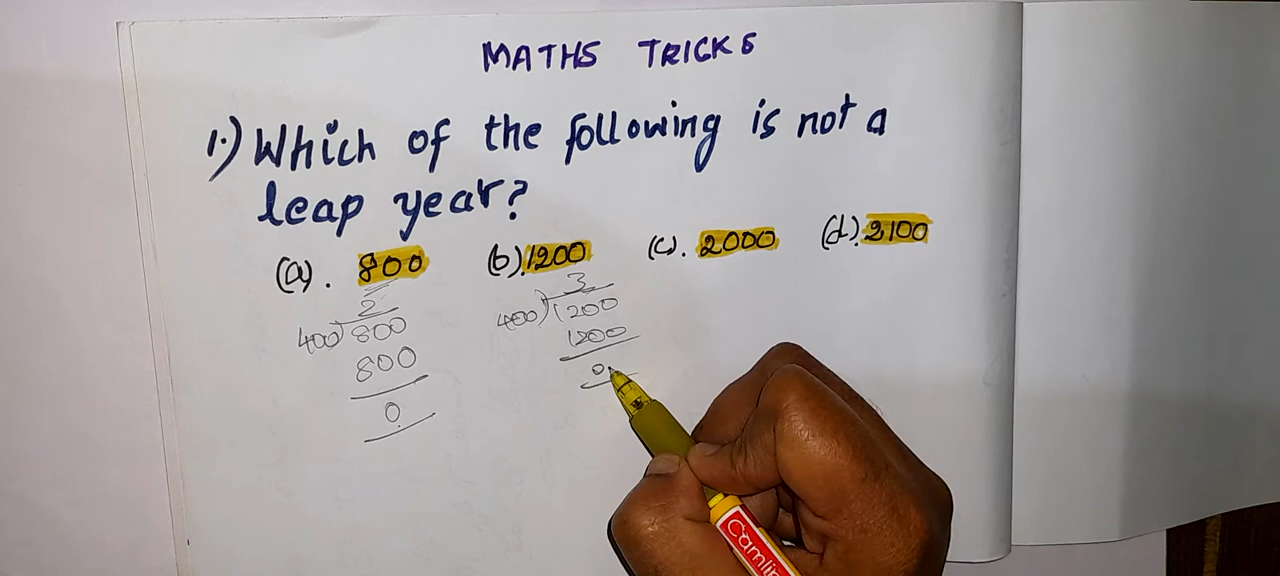 MATHS TRICKS
1.) Which of the following is not a
leap year?
(a). 800 (b). 1200 (c). 2000 (d). 2100
2 3
400)800 400)1200
800 1200
0 0
Camlin